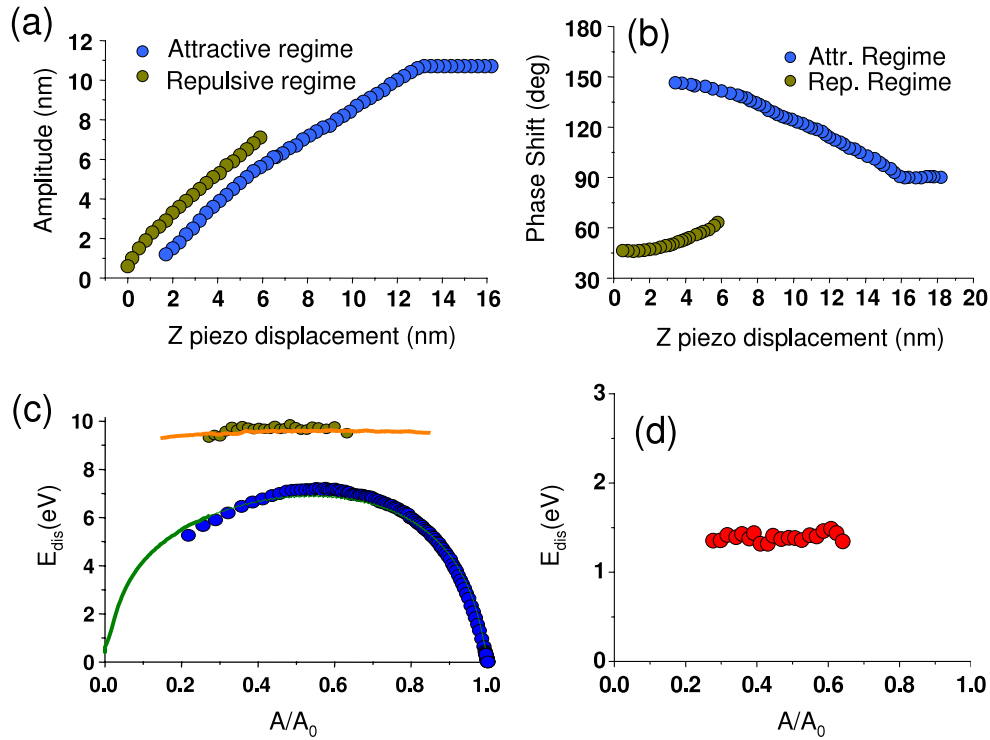 (a)
Attractive regime
Repulsive regime
Amplitude (nm)
12
10
8
6
4
2
0
0 2 4 6 8 10 12 14 16
Z piezo displacement (nm)
(b)
Attr. Regime
Rep. Regime
Phase Shift (deg)
180
150
120
90
60
30
0 2 4 6 8 10 12 14 16 18 20
Z piezo displacement (nm)
(c)
E_dis(eV)
10
8
6
4
2
0
0.0 0.2 0.4 0.6 0.8 1.0
A/A_0
(d)
E_dis(eV)
3
2
1
0
0.0 0.2 0.4 0.6 0.8 1.0
A/A_0